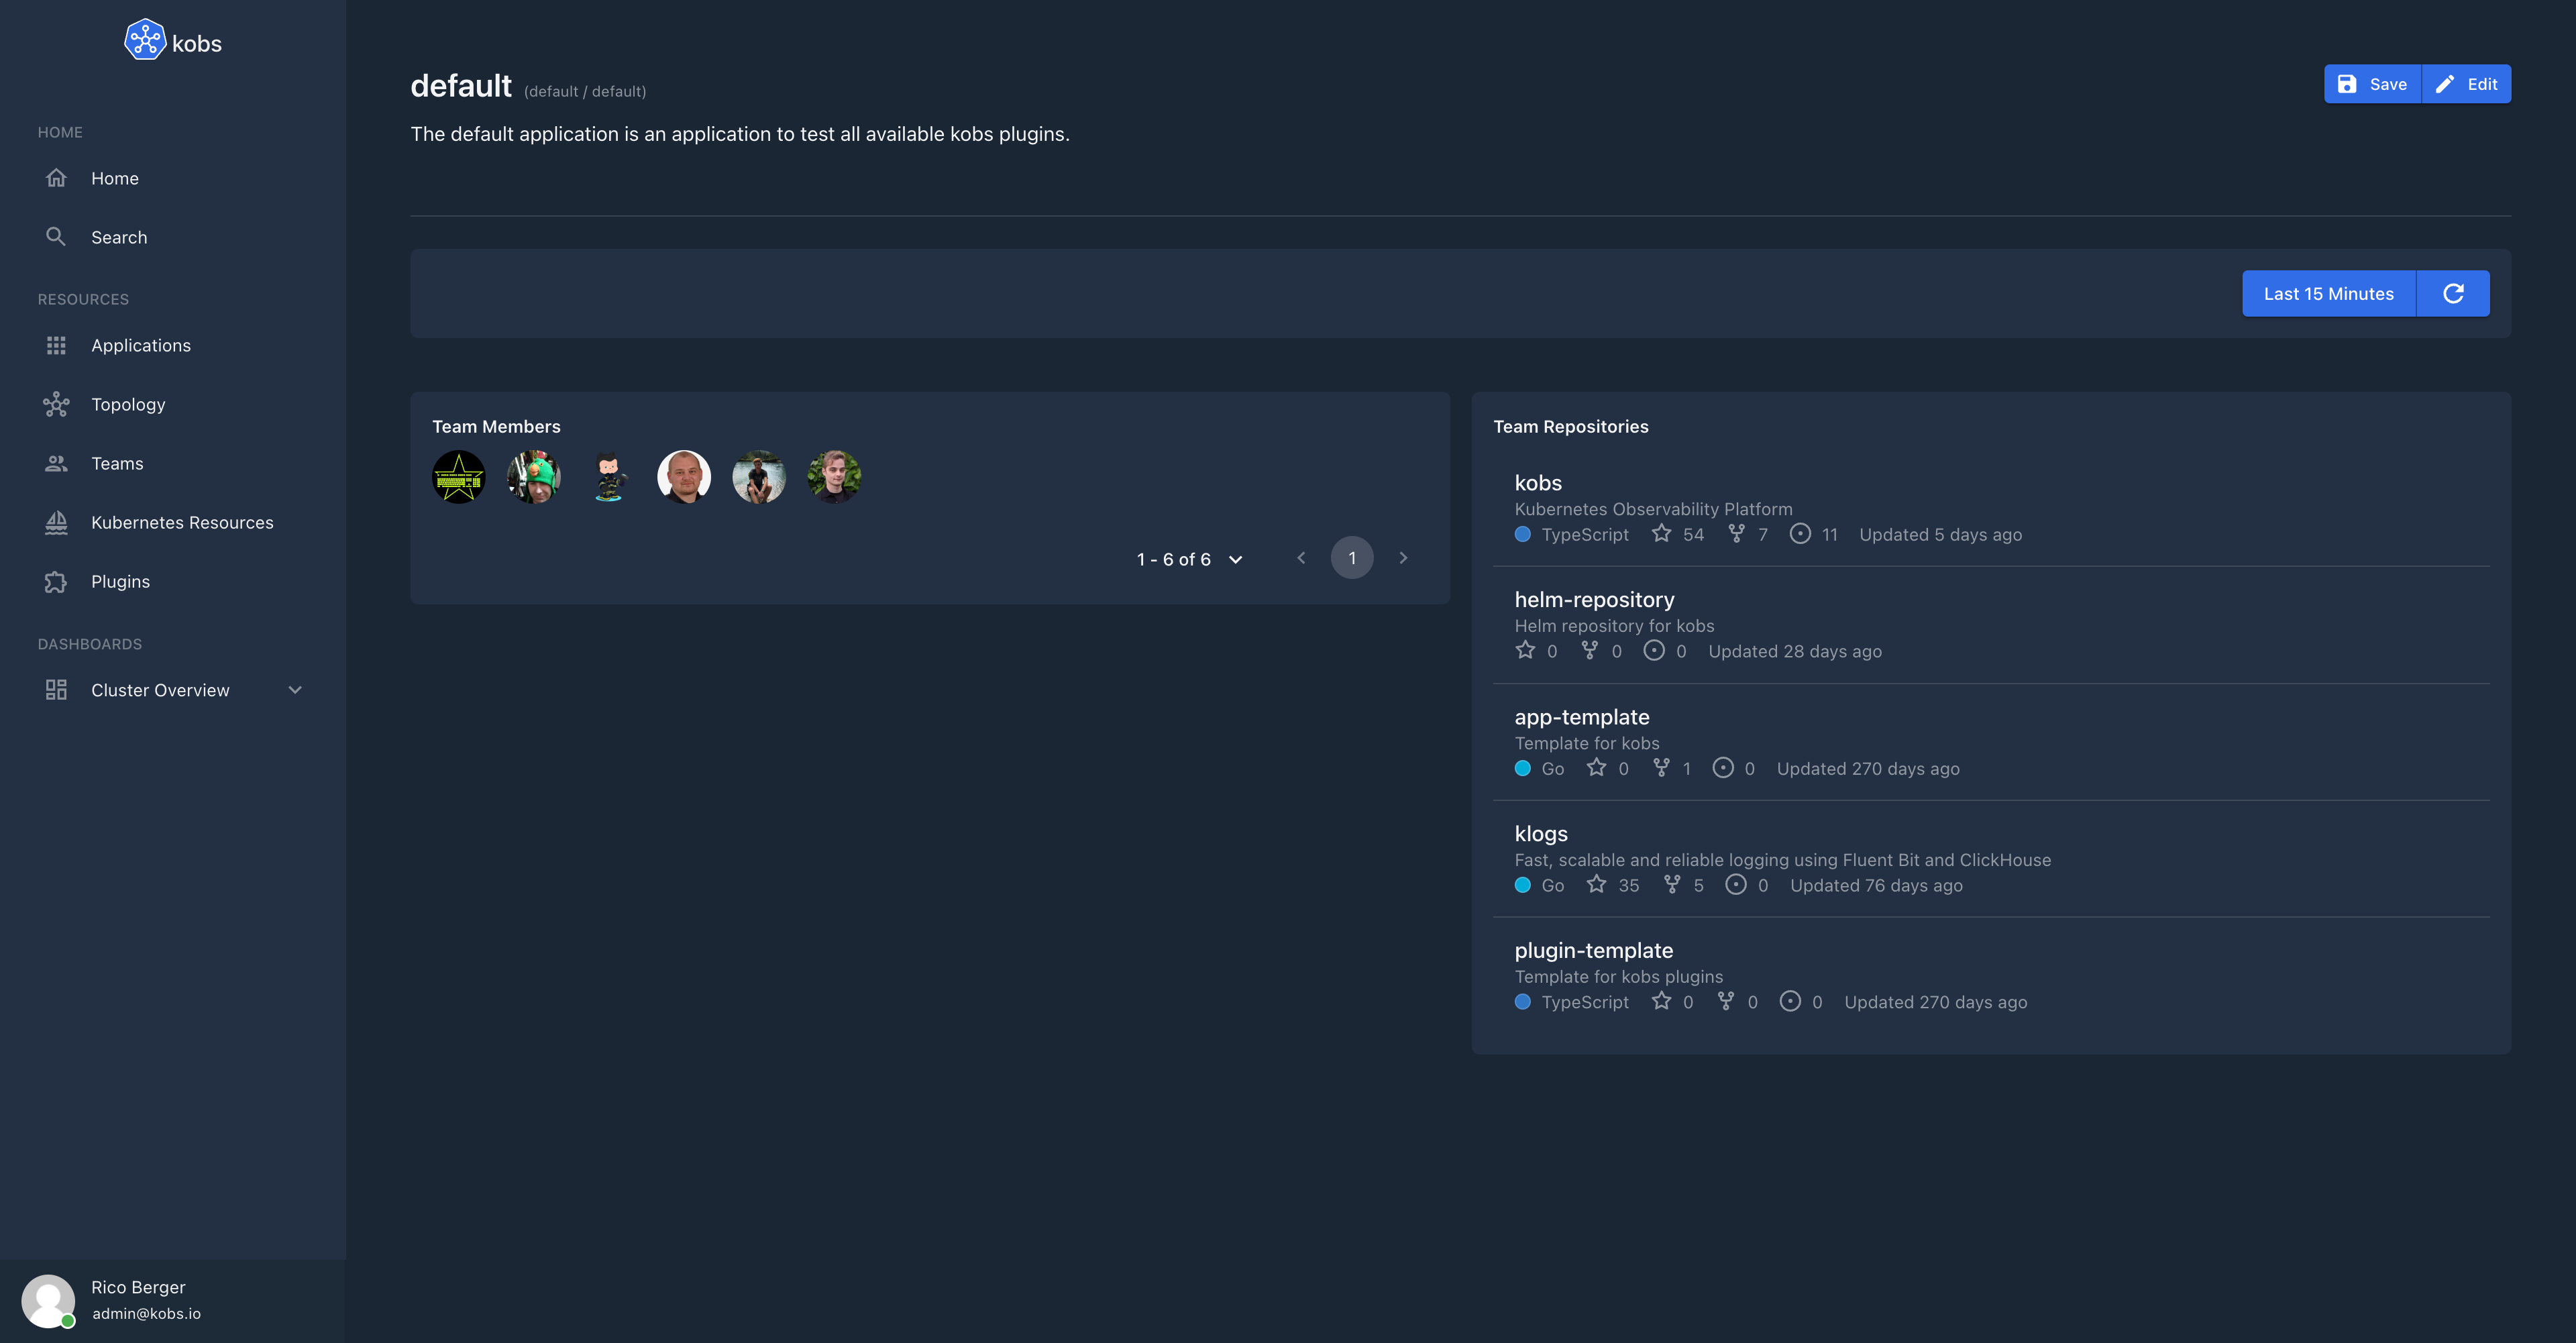 kobs
HOME
Home
Search
RESOURCES
Applications
Topology
Teams
Kubernetes Resources
Plugins
DASHBOARDS
Cluster Overview
Rico Berger
admin@kobs.io
default (default / default)
Save Edit
The default application is an application to test all available kobs plugins.
Last 15 Minutes
Team Members
1 - 6 of 6 1
Team Repositories
kobs
Kubernetes Observability Platform
TypeScript 54 7 11 Updated 5 days ago
helm-repository
Helm repository for kobs
0 0 0 Updated 28 days ago
app-template
Template for kobs
Go 0 1 0 Updated 270 days ago
klogs
Fast, scalable and reliable logging using Fluent Bit and ClickHouse
Go 35 5 0 Updated 76 days ago
plugin-template
Template for kobs plugins
TypeScript 0 0 0 Updated 270 days ago